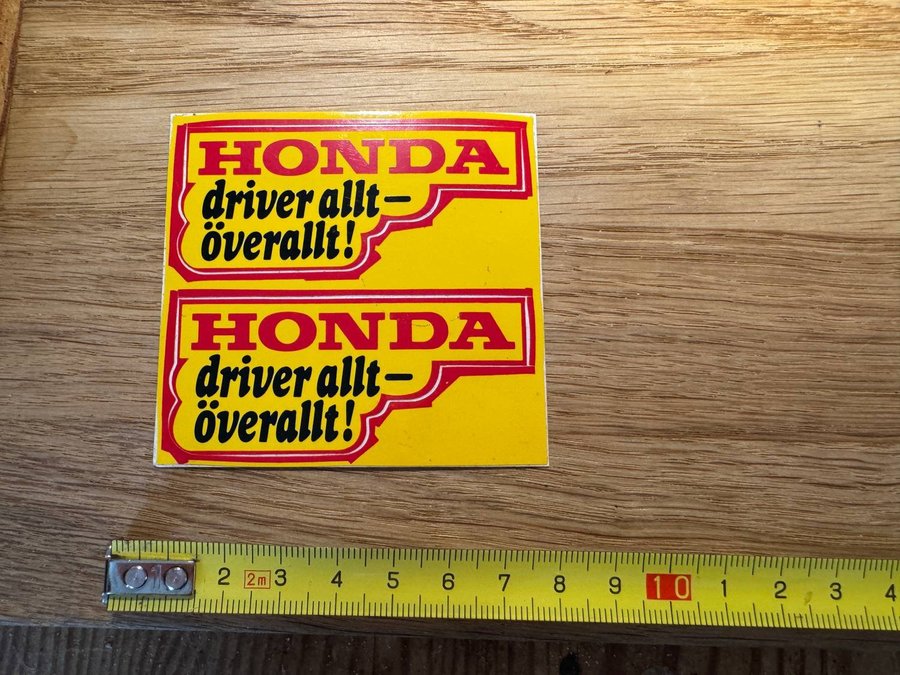 HONDA
driver allt–
överallt!
HONDA
driver allt–
överallt!
2 2m 3 4 5 6 7 8 9 10 1 2 3 4